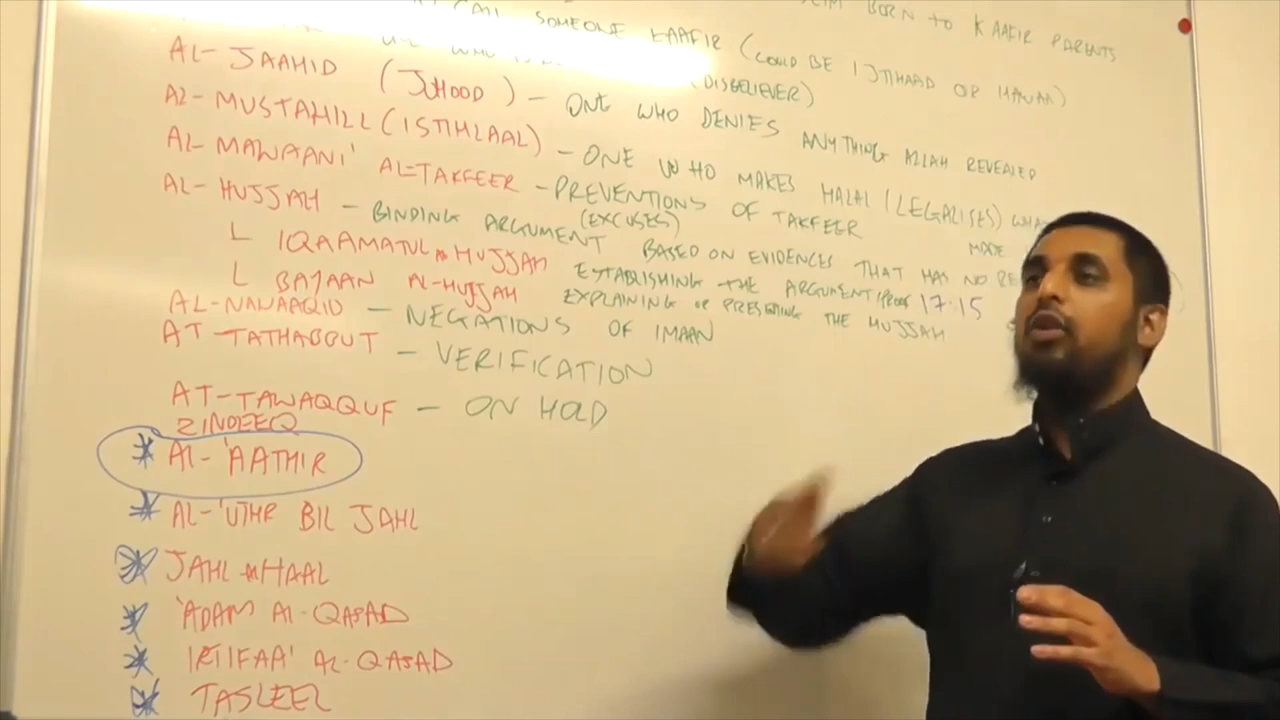 BORN TO KAAFIR PARENTS
CALL SOMEONE KAAFIR (COULD BE IJTIHAAD OR HAWAA)
WHO (DISBELIEVER)
AL-JAAHID (JUHOOD) - ONE WHO DENIES ANYTHING ALLAH REVEALED
AL-MUSTAHILL (ISTIHLAAL) - ONE WHO MAKES HALAL (LEGALISES)
AL-MAWAANI' AL-TAKFEER - PREVENTIONS OF TAKFEER MADE
(EXCUSES)
AL-HUJJAH - BINDING ARGUMENT BASED ON EVIDENCES THAT HAS NO
L IQAAMATUL HUJJAH ESTABLISHING THE ARGUMENT/PROOF 17:15
L BAYAAN AL-HUJJAH EXPLAINING OR PRESENTING THE HUJJAH
AL-NAWAAQID - NEGATIONS OF IMAAN
AT-TATHABBUT - VERIFICATION
AT-TAWAQQUF - ON HOLD
ZINDEEQ
* AL-'AATHIR
* AL-'UTHR BIL JAHL
* JAHL HAAL
* 'ADAM AL-QASAD
* IRTIFAA' AL-QASAD
* TASLEEL